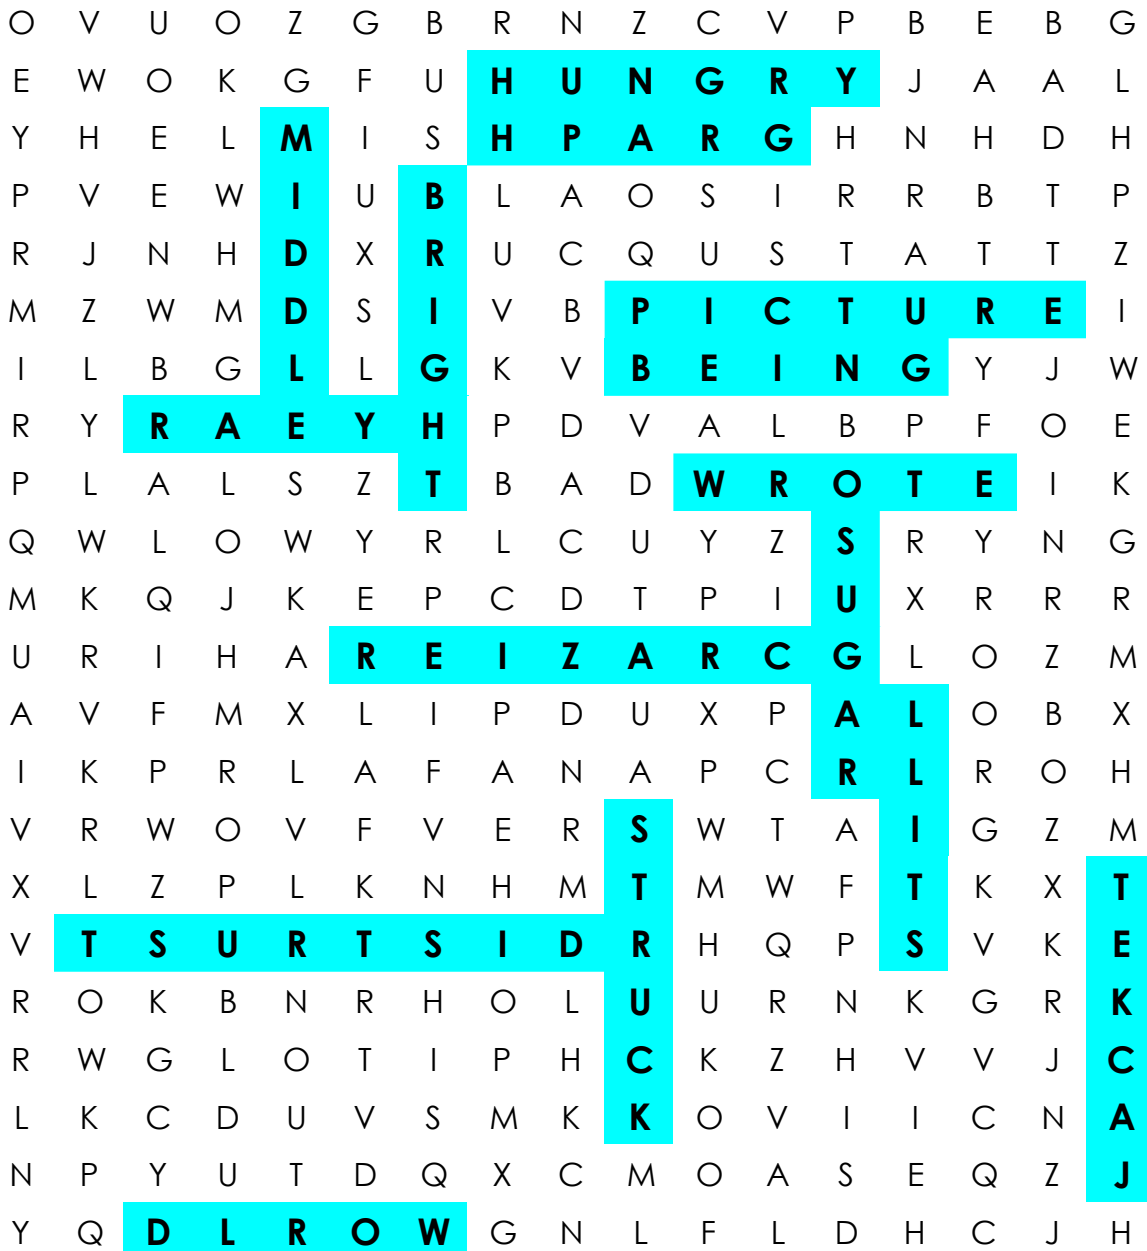 O V U O Z G B R N Z C V P B E B G
E W O K G F U H U N G R Y J A A L
Y H E L M I S H P A R G H N H D H
P V E W I U B L A O S I R R B T P
R J N H D X R U C Q U S T A T T Z
M Z W M D S I V B P I C T U R E I
I L B G L L G K V B E I N G Y J W
R Y R A E Y H P D V A L B P F O E
P L A L S Z T B A D W R O T E I K
Q W L O W Y R L C U Y Z S R Y N G
M K Q J K E P C D T P I U X R R R
U R I H A R E I Z A R C G L O Z M
A V F M X L I P D U X P A L O B X
I K P R L A F A N A P C R L R O H
V R W O V F V E R S W T A I G Z M
X L Z P L K N H M T M W F T K X T
V T S U R T S I D R H Q P S V K E
R O K B N R H O L U U R N K G R K
R W G L O T I P H C K Z H V V J C
L K C D U V S M K K O V I I C N A
N P Y U T D Q X C M O A S E Q Z J
Y Q D L R O W G N L F L D H C J H